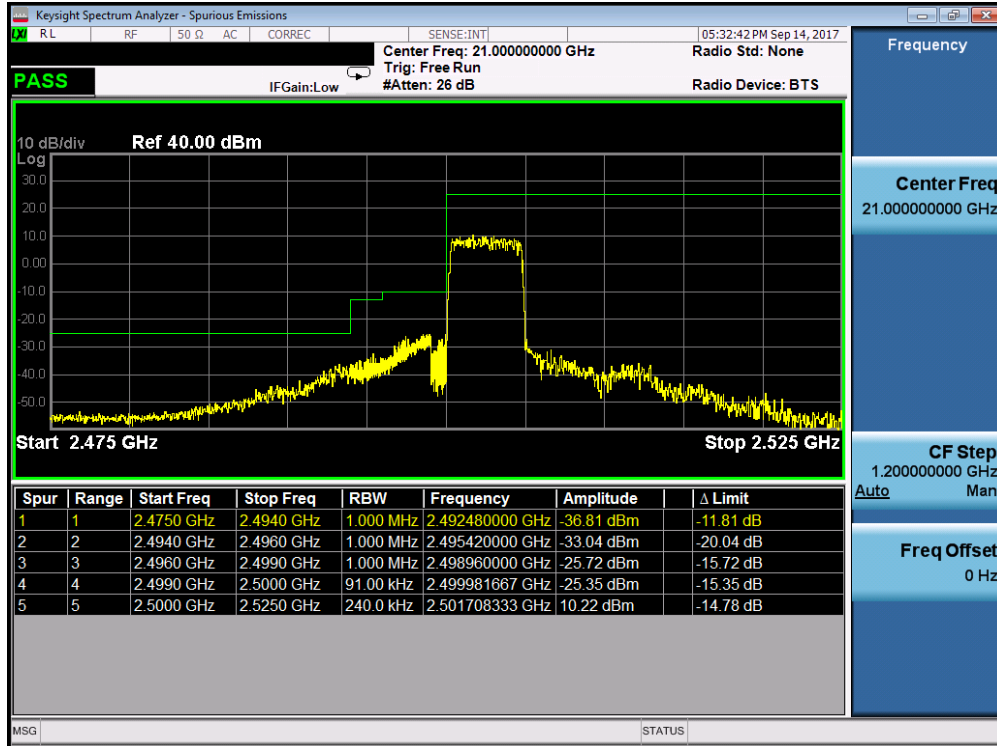 Keysight Spectrum Analyzer - Spurious Emissions
LXI RL RF 50 Ω AC CORREC SENSE:INT 05:32:42 PM Sep 14, 2017
Center Freq: 21.000000000 GHz Radio Std: None
Trig: Free Run
PASS IFGain:Low #Atten: 26 dB Radio Device: BTS
Frequency
10 dB/div Ref 40.00 dBm
Log
30.0
20.0
10.0
0.00
-10.0
-20.0
-30.0
-40.0
-50.0
Start 2.475 GHz Stop 2.525 GHz
Spur Range Start Freq Stop Freq RBW Frequency Amplitude Δ Limit
1 1 2.4750 GHz 2.4940 GHz 1.000 MHz 2.492480000 GHz -36.81 dBm -11.81 dB
2 2 2.4940 GHz 2.4960 GHz 1.000 MHz 2.495420000 GHz -33.04 dBm -20.04 dB
3 3 2.4960 GHz 2.4990 GHz 1.000 MHz 2.498960000 GHz -25.72 dBm -15.72 dB
4 4 2.4990 GHz 2.5000 GHz 91.00 kHz 2.499981667 GHz -25.35 dBm -15.35 dB
5 5 2.5000 GHz 2.5250 GHz 240.0 kHz 2.501708333 GHz 10.22 dBm -14.78 dB
Center Freq
21.000000000 GHz
CF Step
1.200000000 GHz
Auto Man
Freq Offset
0 Hz
MSG STATUS